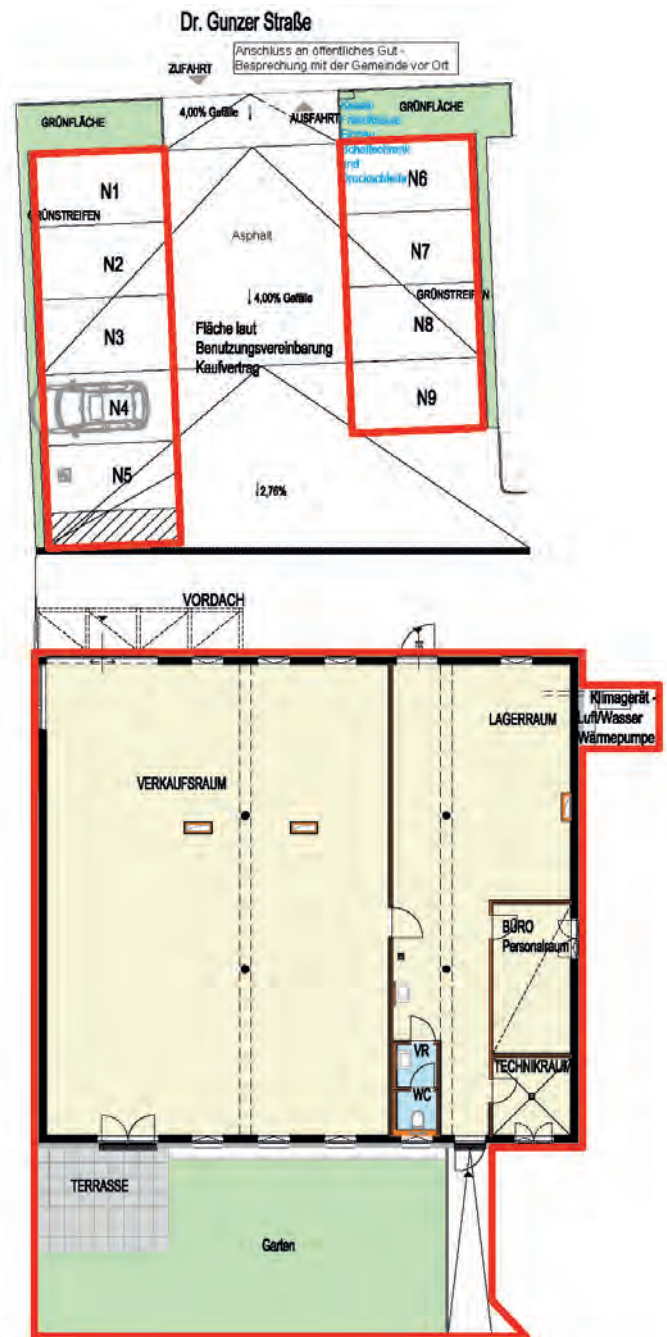 Dr. Gunzer Straße
Anschluss an öffentliches Gut -
Besprechung mit der Gemeinde vor Ort
ZUFAHRT
4,00% Gefälle
AUSFAHRT
GRÜNFLÄCHE
GRÜNFLÄCHE
und
N1
N6
GRÜNSTREIFEN
Asphalt
N2
N7
4,00% Gefälle
GRÜNSTREIFEN
N3
Fläche laut
Benutzungsvereinbarung
Kaufvertrag
N8
N4
N9
N5
2,76%
VORDACH
LAGERRAUM
Klimagerät -
Luft/Wasser
Wärmepumpe
VERKAUFSRAUM
BÜRO
Personalraum
VR
WC
TECHNIKRAUM
TERRASSE
Garten